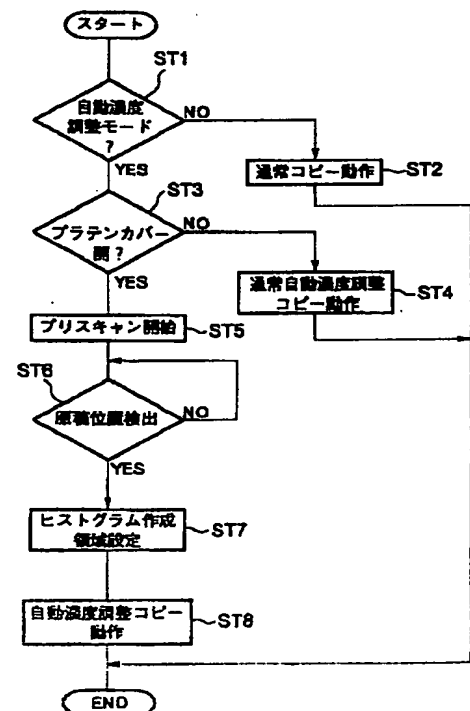 スタート
ST1
自動濃度
調整モード
?
NO
YES
通常コピー動作
ST2
ST3
プラテンカバー
開?
NO
YES
通常自動濃度調整
コピー動作
ST4
プリスキャン開始
ST5
ST6
原稿位置検出
NO
YES
ヒストグラム作成
領域設定
ST7
自動濃度調整コピー
動作
ST8
END